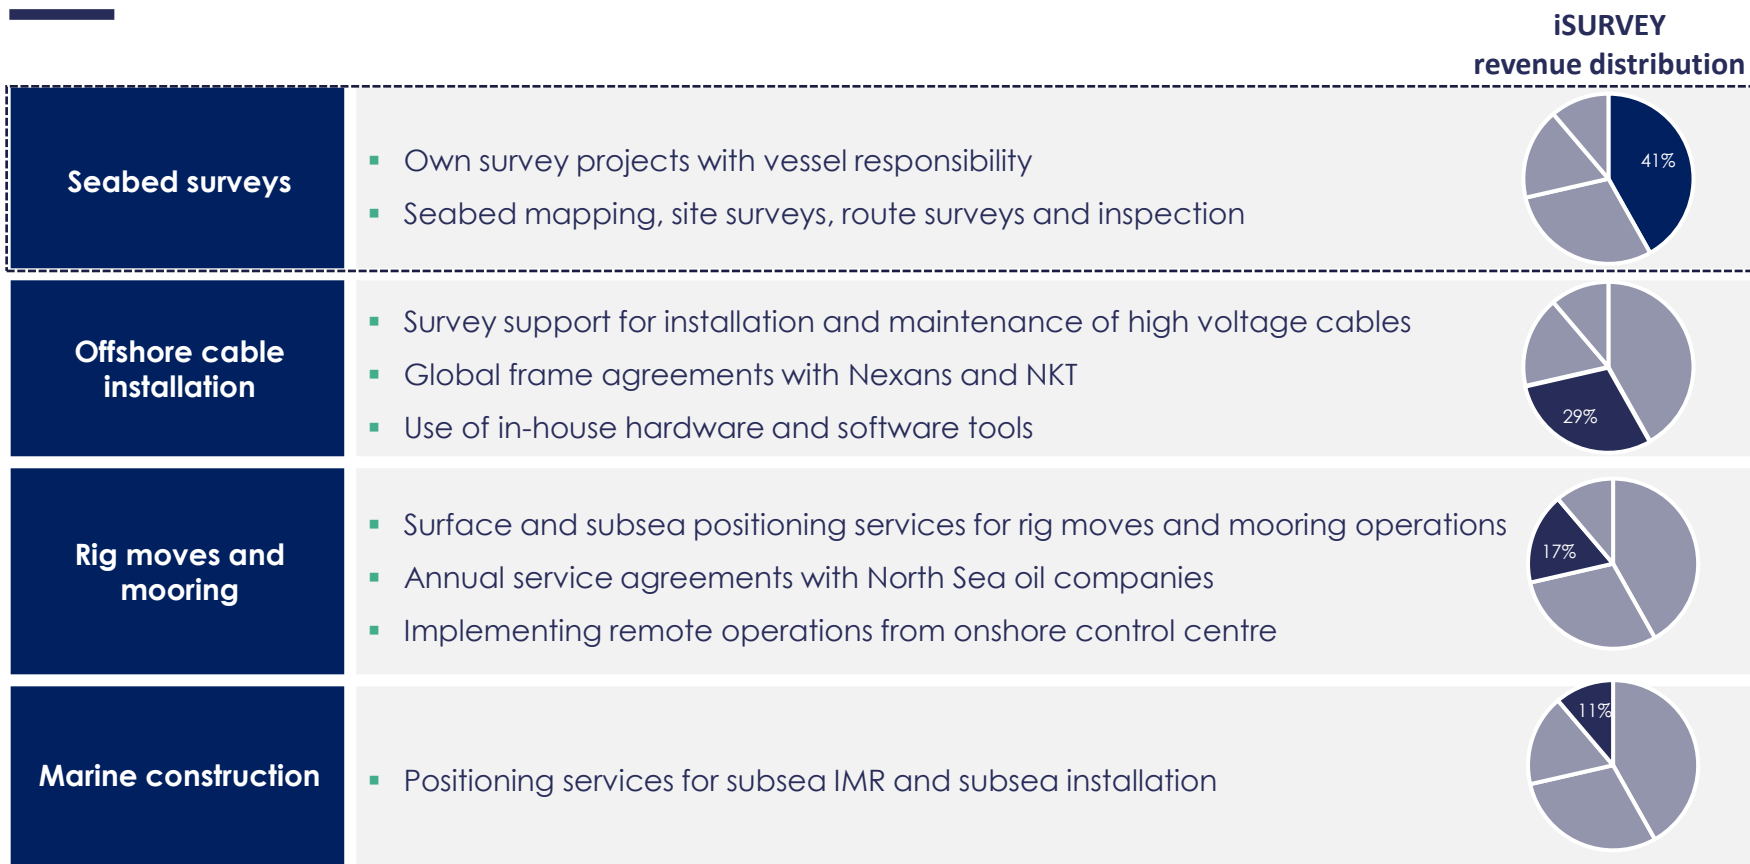 iSURVEY
revenue distribution
Seabed surveys
Own survey projects with vessel responsibility
Seabed mapping, site surveys, route surveys and inspection
41%
Offshore cable
installation
Survey support for installation and maintenance of high voltage cables
Global frame agreements with Nexans and NKT
Use of in-house hardware and software tools
29%
Rig moves and
mooring
Surface and subsea positioning services for rig moves and mooring operations
Annual service agreements with North Sea oil companies
Implementing remote operations from onshore control centre
17%
Marine construction
Positioning services for subsea IMR and subsea installation
11%